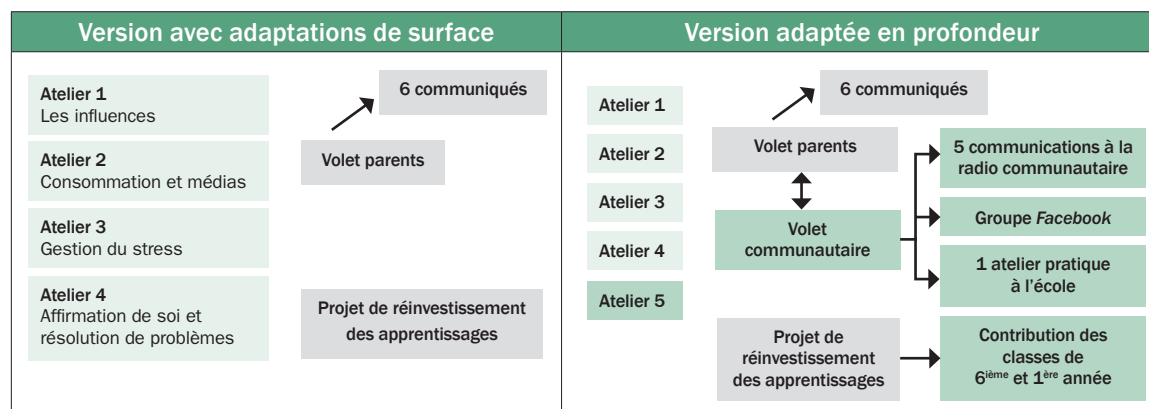 Version avec adaptations de surface
Atelier 1
Les influences
Atelier 2
Consommation et médias
Atelier 3
Gestion du stress
Atelier 4
Affirmation de soi et
résolution de problèmes
6 communiqués
Volet parents
Projet de réinvestissement
des apprentissages
Version adaptée en profondeur
Atelier 1
Atelier 2
Atelier 3
Atelier 4
Atelier 5
6 communiqués
Volet parents
Volet
communautaire
5 communications à la
radio communautaire
Groupe Facebook
1 atelier pratique
à l'école
Projet de
réinvestissement
des apprentissages
Contribution des
classes de
6ième et 1ère année